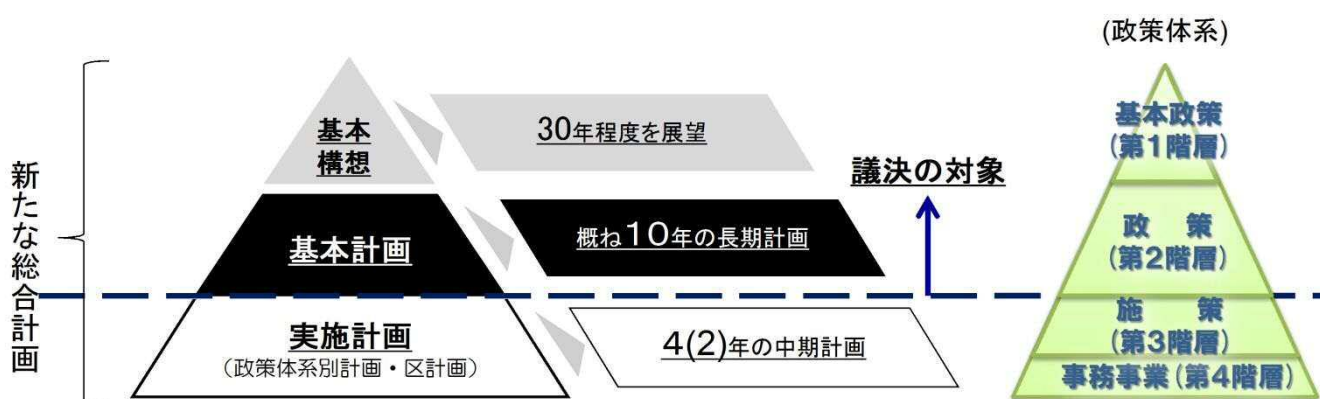 新たな総合計画
基本
構想
30年程度を展望
基本計画
概ね10年の長期計画
実施計画
(政策体系別計画・区計画)
4(2)年の中期計画
議決の対象
(政策体系)
基本政策
(第1階層)
政 策
(第2階層)
施 策
(第3階層)
事務事業(第4階層)